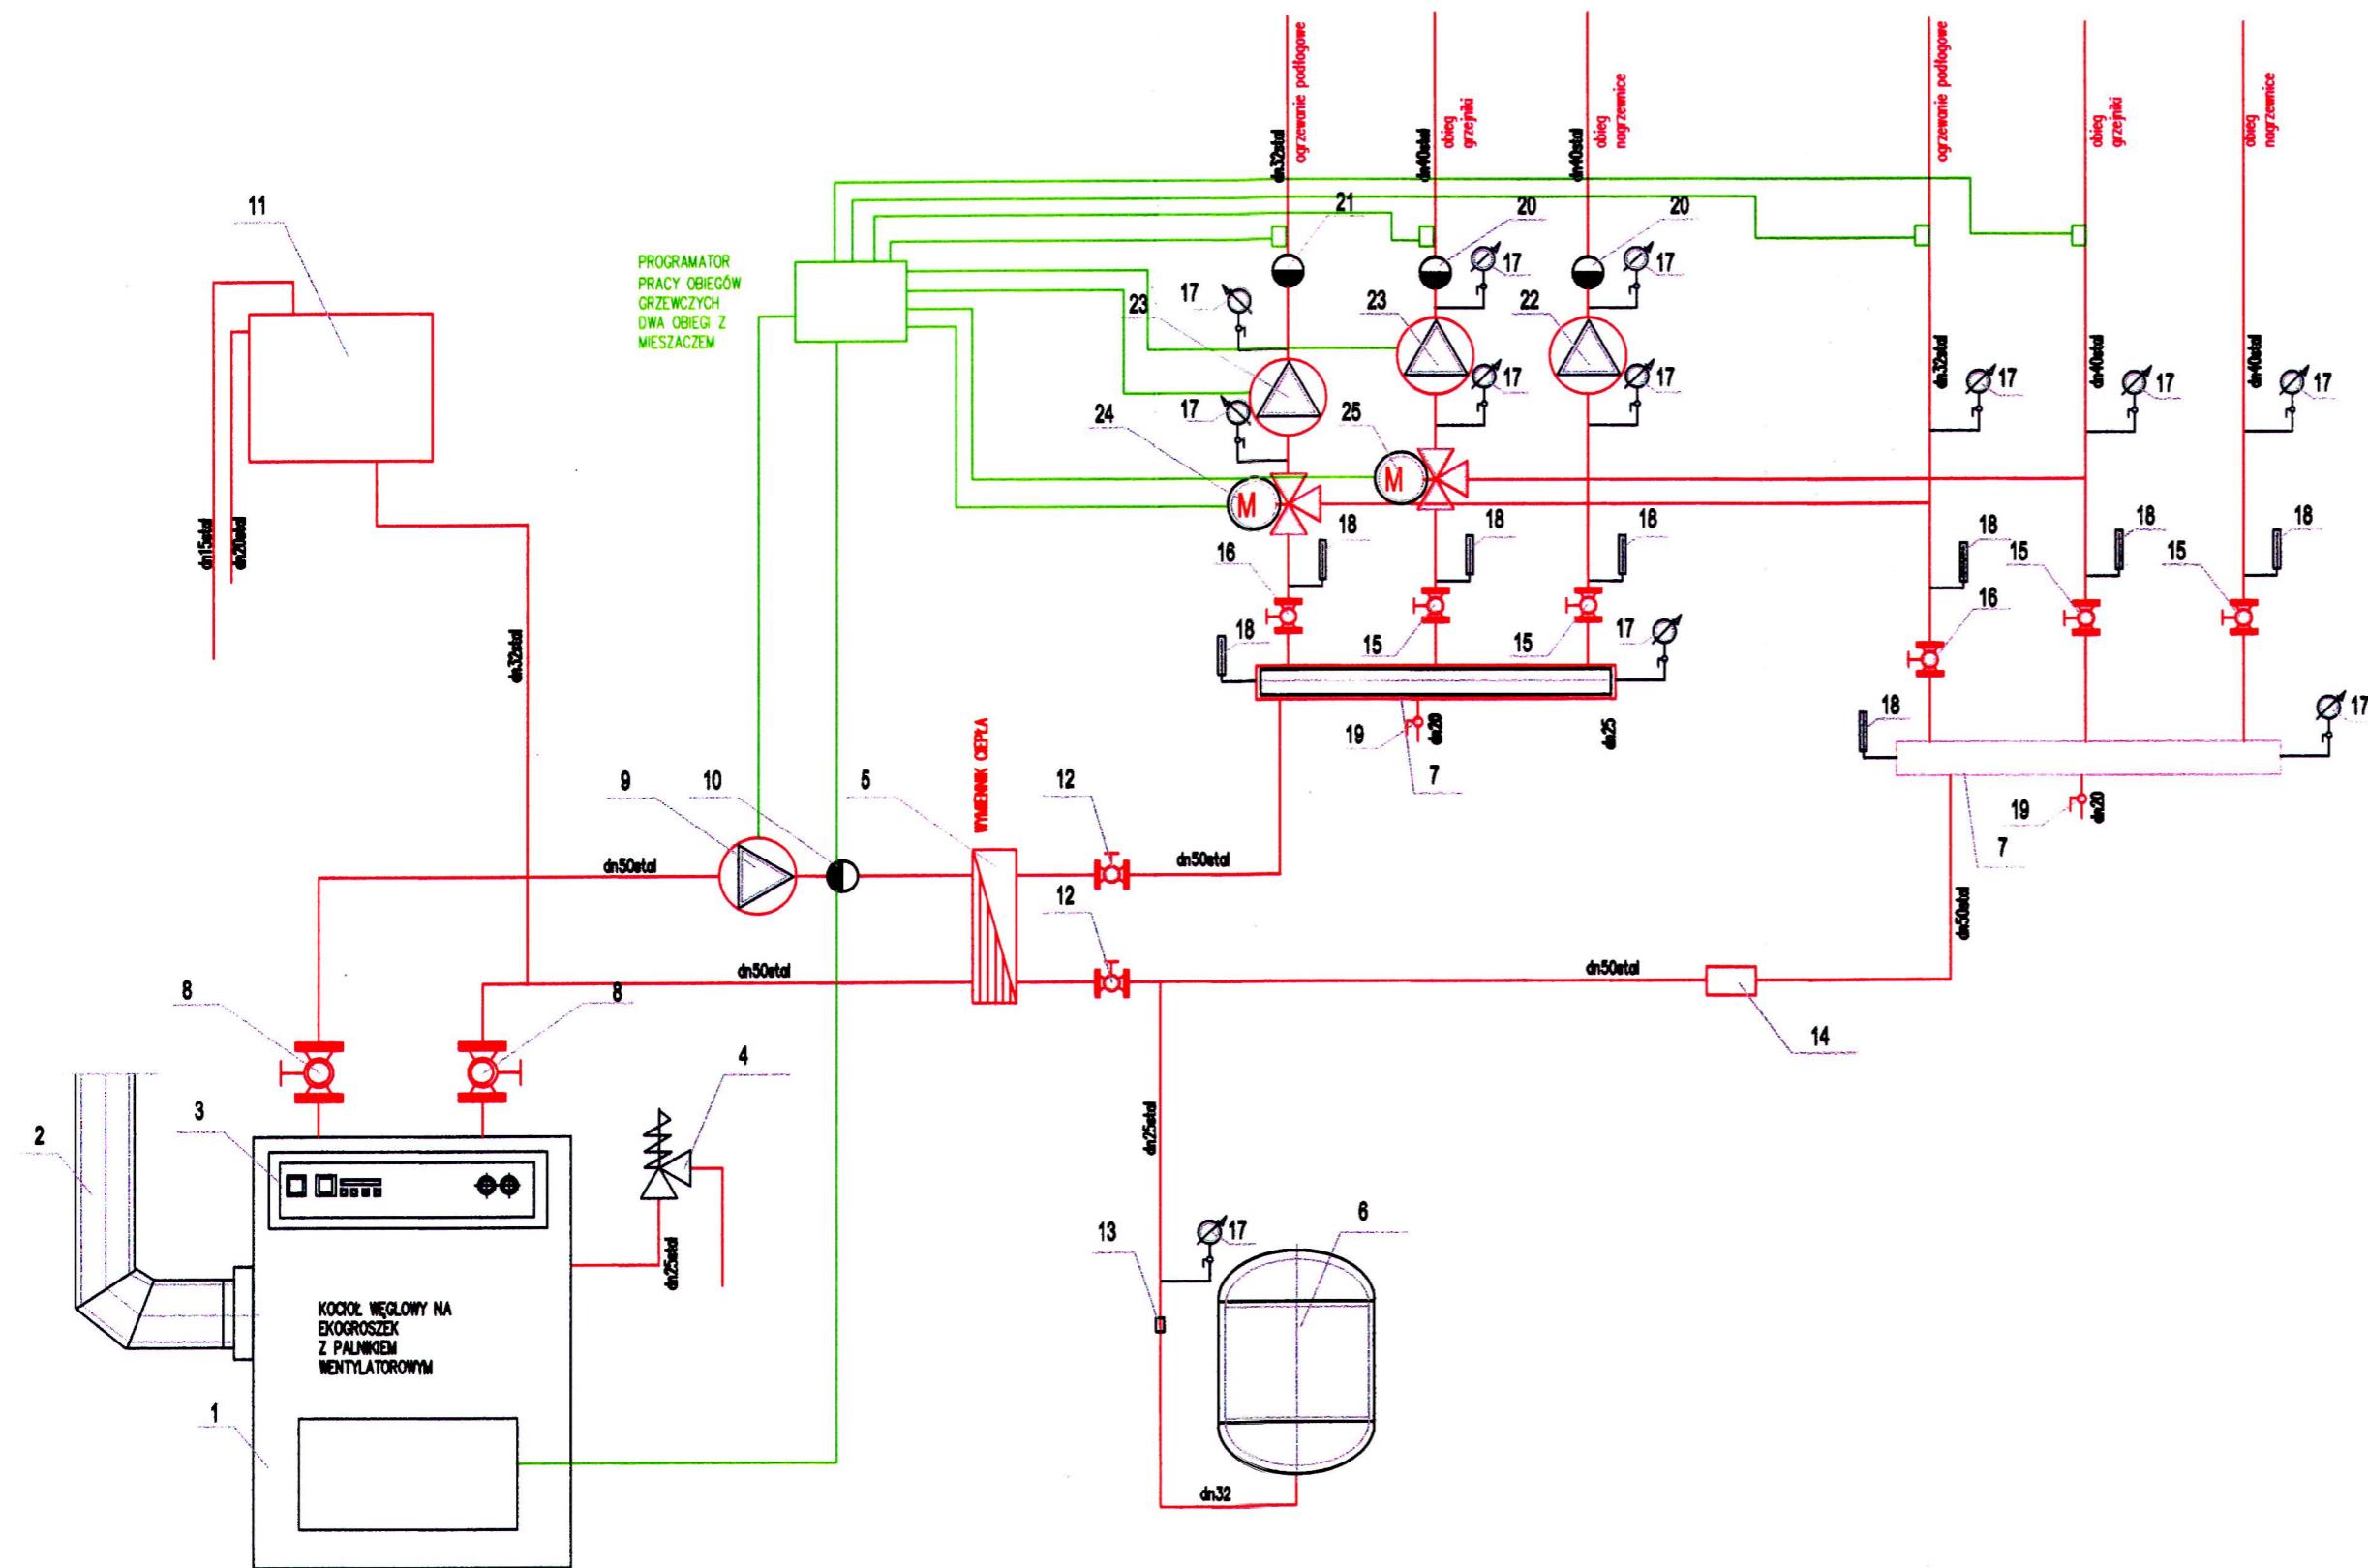 ogrzewanie podłogowe
obieg
grzejniki
obieg
nagrzewnice
ogrzewanie podłogowe
obieg
grzejniki
obieg
nagrzewnice
dn32stal
dn40stal
dn40stal
11
21
20
20
PROGRAMATOR
PRACY OBIEGÓW
GRZEWCZYCH
DWA OBIEGI Z
MIESZACZEM
17
17
17
23
23
22
dn32stal
dn40stal
dn40stal
17
17
17
17
17
17
24
25
M
M
dn15stal
dn20stal
18
18
18
18
18
18
16
15
15
16
dn32stal
18
15
15
17
18
17
19
dn20
dn25
7
19
dn20
7
WYMIENNIK CIEPŁA
9
10
5
12
dn50stal
dn50stal
12
dn50stal
dn50stal
dn50stal
8
8
14
4
3
2
dn25stal
dn25stal
13
17
6
KOCIOŁ WĘGLOWY NA
EKOGROSZEK
Z PALNIKIEM
WENTYLATOROWYM
1
dn32